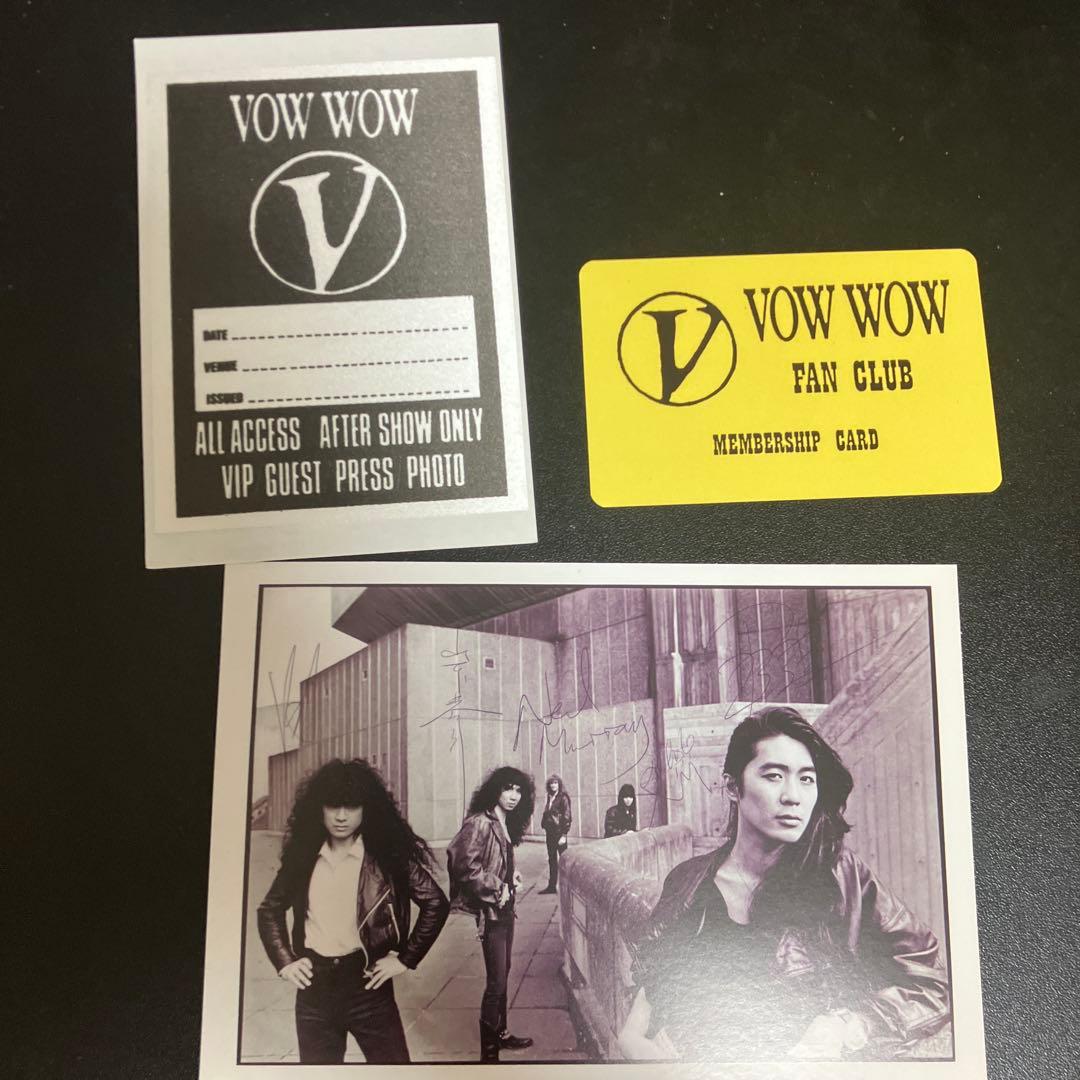 VOW WOW
V
DATE
VENUE
ISSUED
ALL ACCESS AFTER SHOW ONLY
VIP GUEST PRESS PHOTO
V
VOW WOW
FAN CLUB
MEMBERSHIP CARD
Neil
Murray